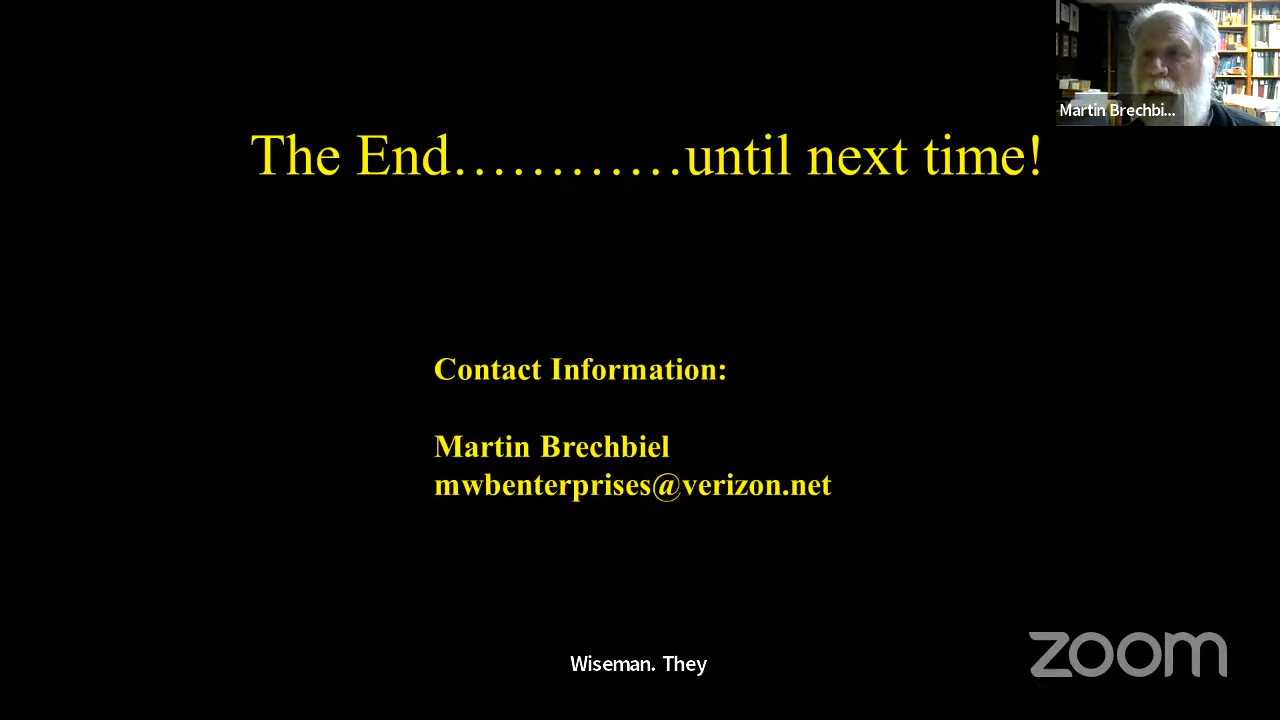 Martin Brechbi...
The End…………until next time!
Contact Information:
Martin Brechbiel
mwbenterprises@verizon.net
zoom
Wiseman. They